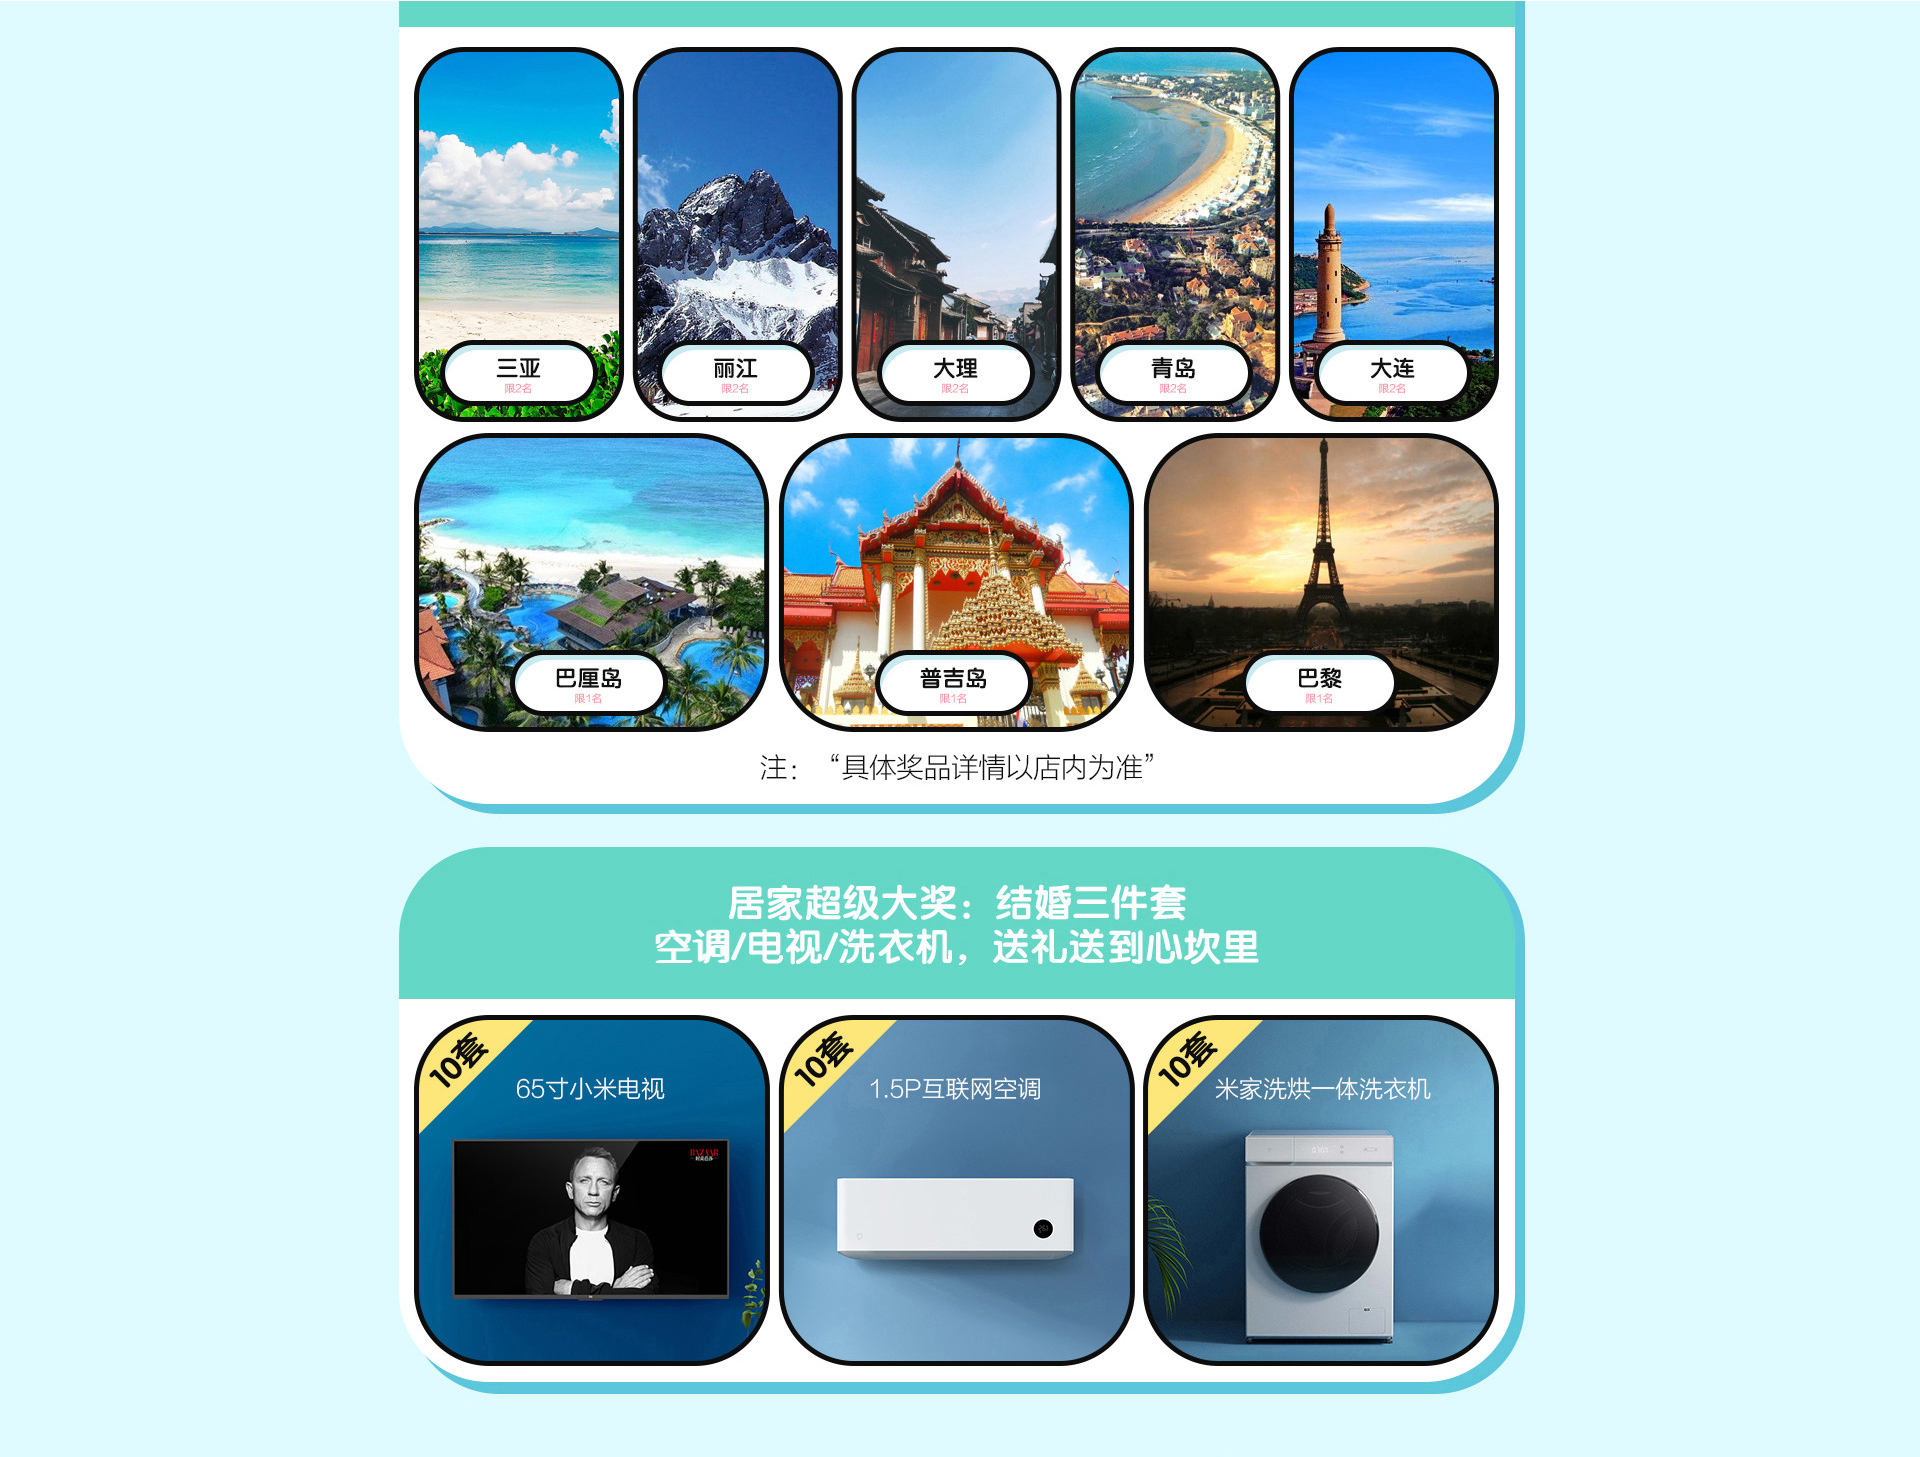 三亚
限2名
丽江
限2名
大理
限2名
青岛
限2名
大连
限2名
巴厘岛
限1名
普吉岛
限1名
巴黎
限1名
注：“具体奖品详情以店内为准”
居家超级大奖：结婚三件套
空调/电视/洗衣机，送礼送到心坎里
10套
65寸小米电视
BAZAAR
时尚芭莎
10套
1.5P互联网空调
10套
米家洗烘一体洗衣机